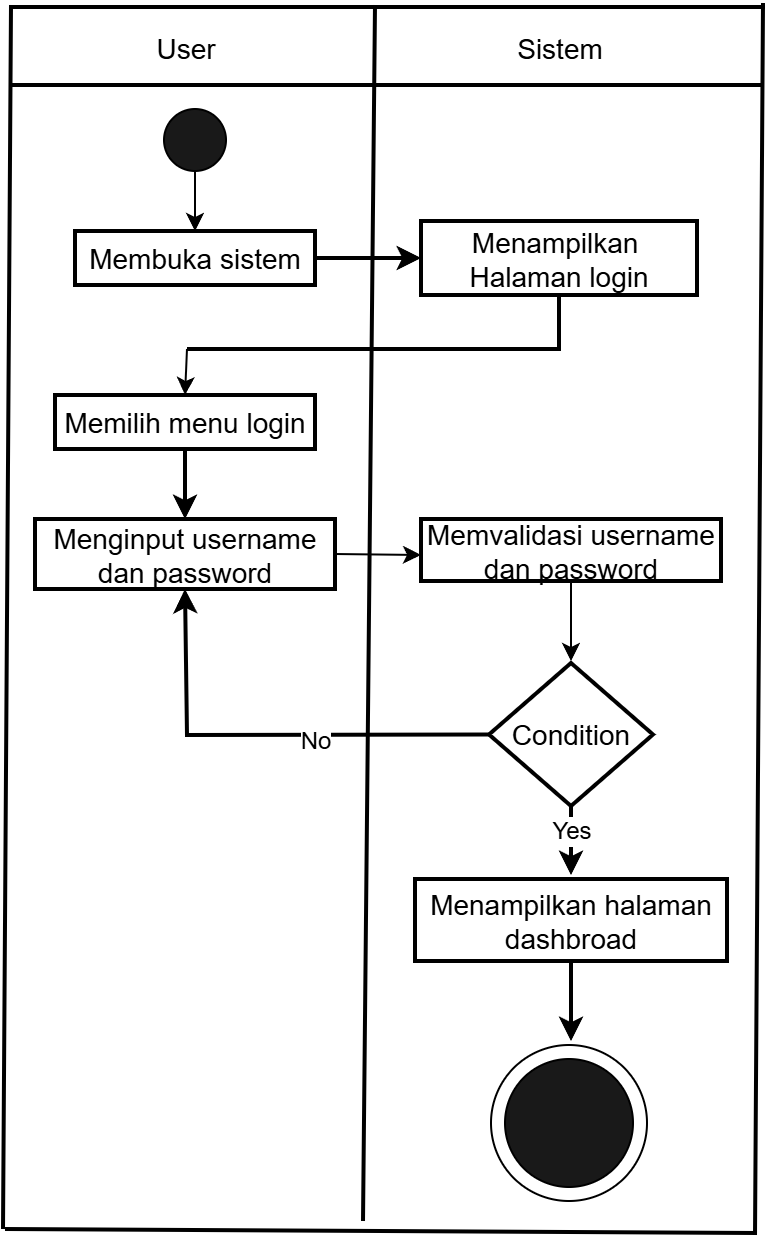 User
Sistem
Membuka sistem
Menampilkan
Halaman login
Memilih menu login
Menginput username
dan password
Memvalidasi username
dan password
Condition
No
Yes
Menampilkan halaman
dashbroad